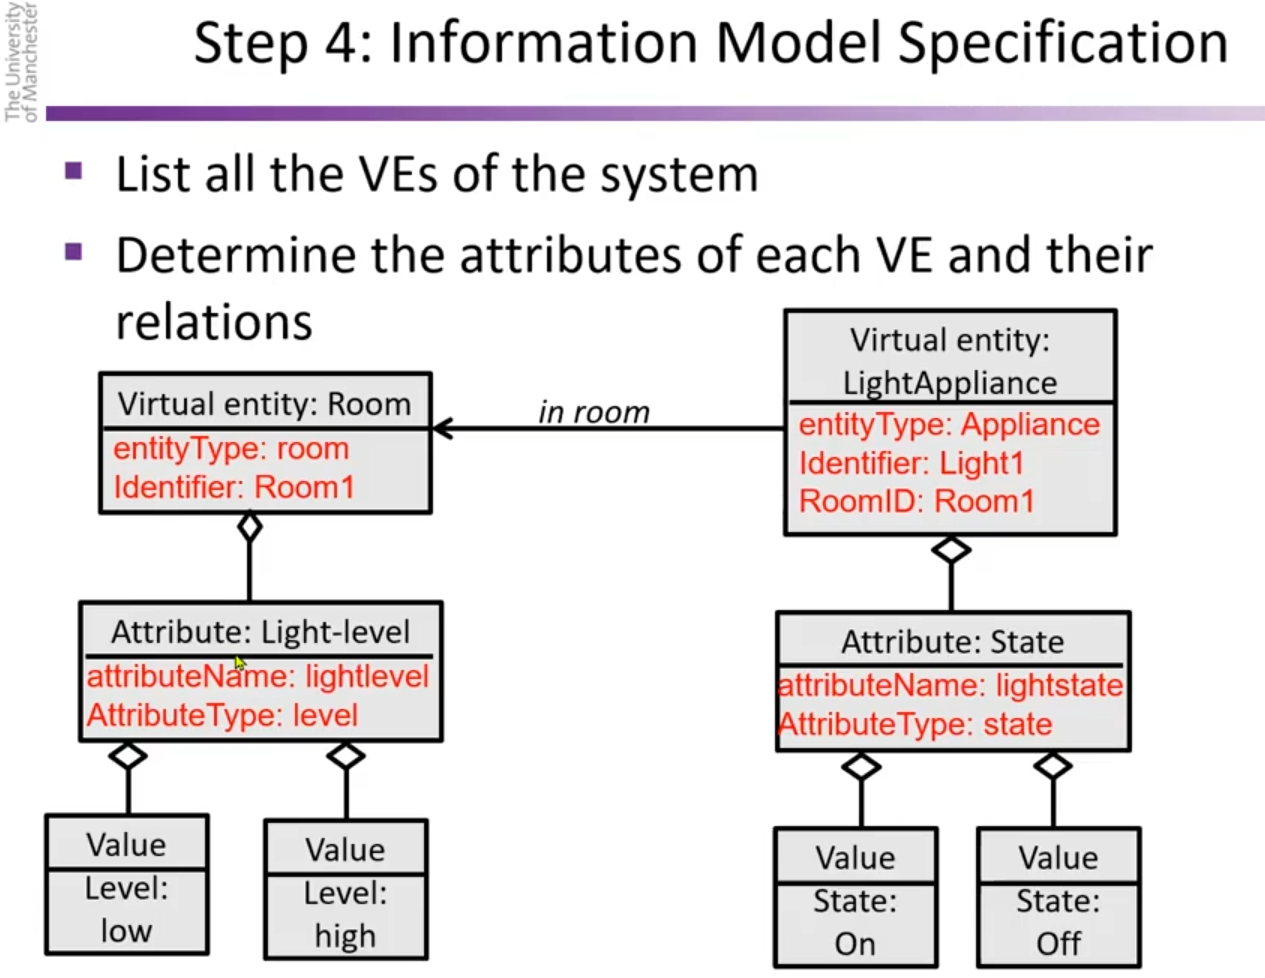 The University
of Manchester
Step 4: Information Model Specification
List all the VEs of the system
Determine the attributes of each VE and their
relations
Virtual entity: Room
entityType: room
Identifier: Room1
in room
Virtual entity:
LightAppliance
entityType: Appliance
Identifier: Light1
RoomID: Room1
Attribute: Light-level
attributeName: lightlevel
AttributeType: level
Attribute: State
attributeName: lightstate
AttributeType: state
Value
Level:
low
Value
Level:
high
Value
State:
On
Value
State:
Off